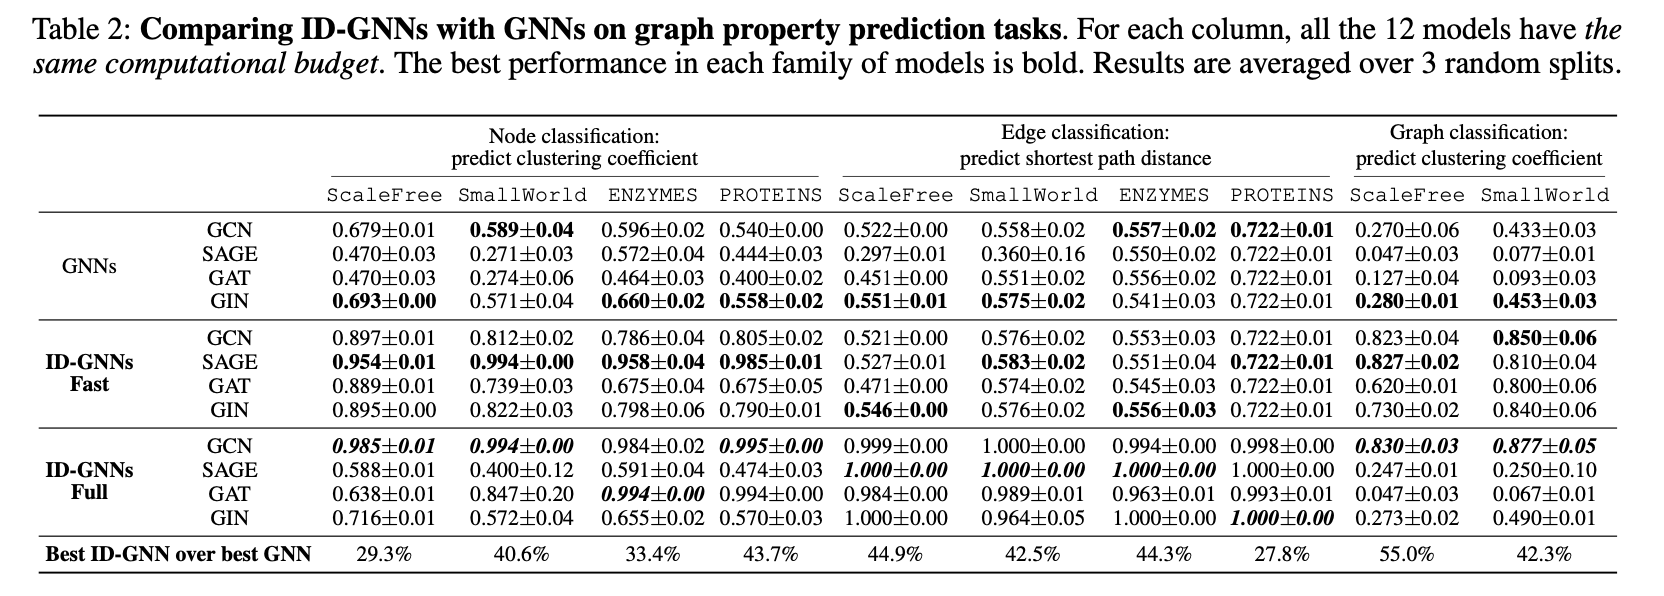 Table 2: Comparing ID-GNNs with GNNs on graph property prediction tasks. For each column, all the 12 models have the
same computational budget. The best performance in each family of models is bold. Results are averaged over 3 random splits.
Node classification: Edge classification: Graph classification:
predict clustering coefficient predict shortest path distance predict clustering coefficient
ScaleFree SmallWorld ENZYMES PROTEINS ScaleFree SmallWorld ENZYMES PROTEINS ScaleFree SmallWorld
GNNs
GCN 0.679±0.01 0.589±0.04 0.596±0.02 0.540±0.00 0.522±0.00 0.558±0.02 0.557±0.02 0.722±0.01 0.270±0.06 0.433±0.03
SAGE 0.470±0.03 0.271±0.03 0.572±0.04 0.444±0.03 0.297±0.01 0.360±0.16 0.550±0.02 0.722±0.01 0.047±0.03 0.077±0.01
GAT 0.470±0.03 0.274±0.06 0.464±0.03 0.400±0.02 0.451±0.00 0.551±0.02 0.556±0.02 0.722±0.01 0.127±0.04 0.093±0.03
GIN 0.693±0.00 0.571±0.04 0.660±0.02 0.558±0.02 0.551±0.01 0.575±0.02 0.541±0.03 0.722±0.01 0.280±0.01 0.453±0.03
ID-GNNs
Fast
GCN 0.897±0.01 0.812±0.02 0.786±0.04 0.805±0.02 0.521±0.00 0.576±0.02 0.553±0.03 0.722±0.01 0.823±0.04 0.850±0.06
SAGE 0.954±0.01 0.994±0.00 0.958±0.04 0.985±0.01 0.527±0.01 0.583±0.02 0.551±0.04 0.722±0.01 0.827±0.02 0.810±0.04
GAT 0.889±0.01 0.739±0.03 0.675±0.04 0.675±0.05 0.471±0.00 0.574±0.02 0.545±0.03 0.722±0.01 0.620±0.01 0.800±0.06
GIN 0.895±0.00 0.822±0.03 0.798±0.06 0.790±0.01 0.546±0.00 0.576±0.02 0.556±0.03 0.722±0.01 0.730±0.02 0.840±0.06
ID-GNNs
Full
GCN 0.985±0.01 0.994±0.00 0.984±0.02 0.995±0.00 0.999±0.00 1.000±0.00 0.994±0.00 0.998±0.00 0.830±0.03 0.877±0.05
SAGE 0.588±0.01 0.400±0.12 0.591±0.04 0.474±0.03 1.000±0.00 1.000±0.00 1.000±0.00 1.000±0.00 0.247±0.01 0.250±0.10
GAT 0.638±0.01 0.847±0.20 0.994±0.00 0.994±0.00 0.984±0.00 0.989±0.01 0.963±0.01 0.993±0.01 0.047±0.03 0.067±0.01
GIN 0.716±0.01 0.572±0.04 0.655±0.02 0.570±0.03 1.000±0.00 0.964±0.05 1.000±0.00 1.000±0.00 0.273±0.02 0.490±0.01
Best ID-GNN over best GNN 29.3% 40.6% 33.4% 43.7% 44.9% 42.5% 44.3% 27.8% 55.0% 42.3%